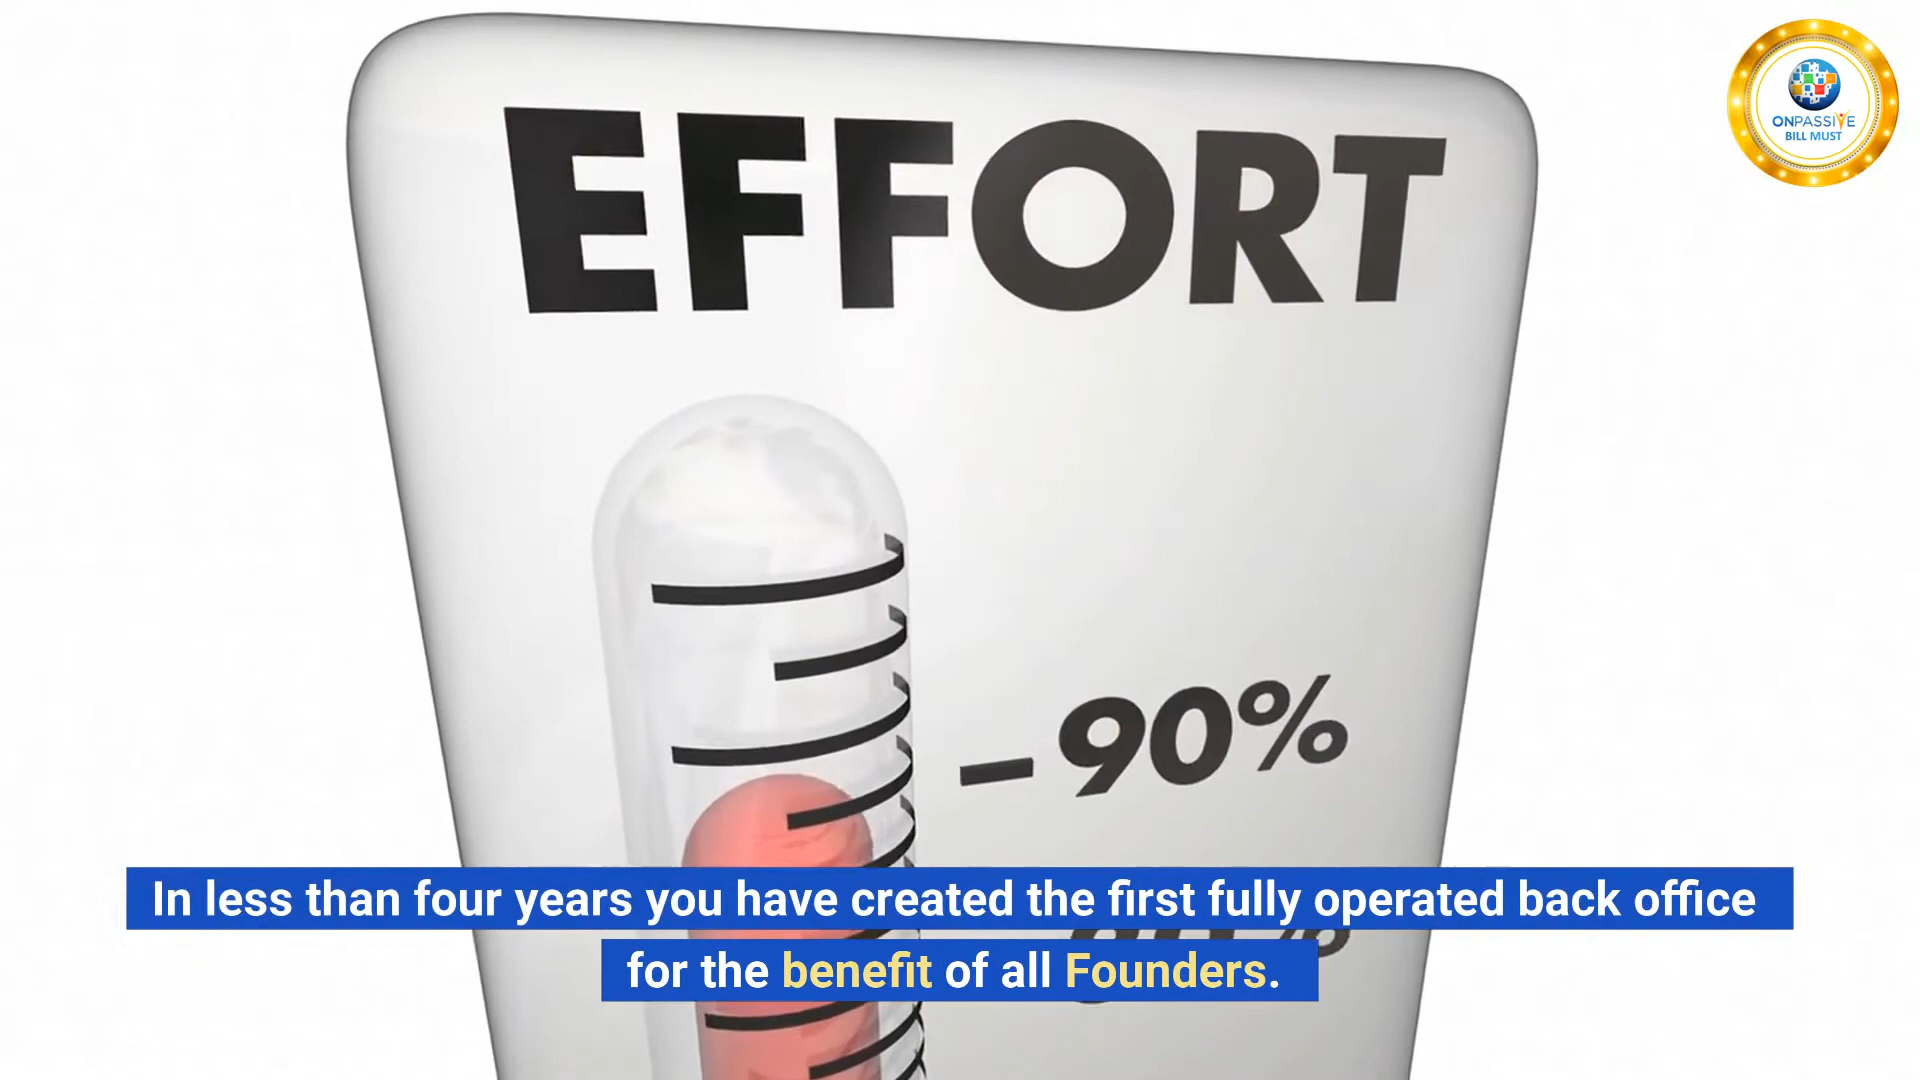 EFFORT
ONPASSIVE
BILL MUST
-90%
In less than four years you have created the first fully operated back office
for the benefit of all Founders.